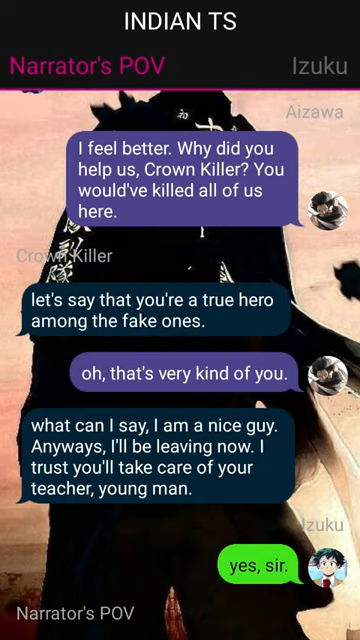 INDIAN TS
Narrator's POV
Izuku
Aizawa
I feel better. Why did you
help us, Crown Killer? You
would've killed all of us
here.
Crown Killer
let's say that you're a true hero
among the fake ones.
oh, that's very kind of you.
what can I say, I am a nice guy.
Anyways, I'll be leaving now. I
trust you'll take care of your
teacher, young man.
Izuku
yes, sir.
Narrator's POV